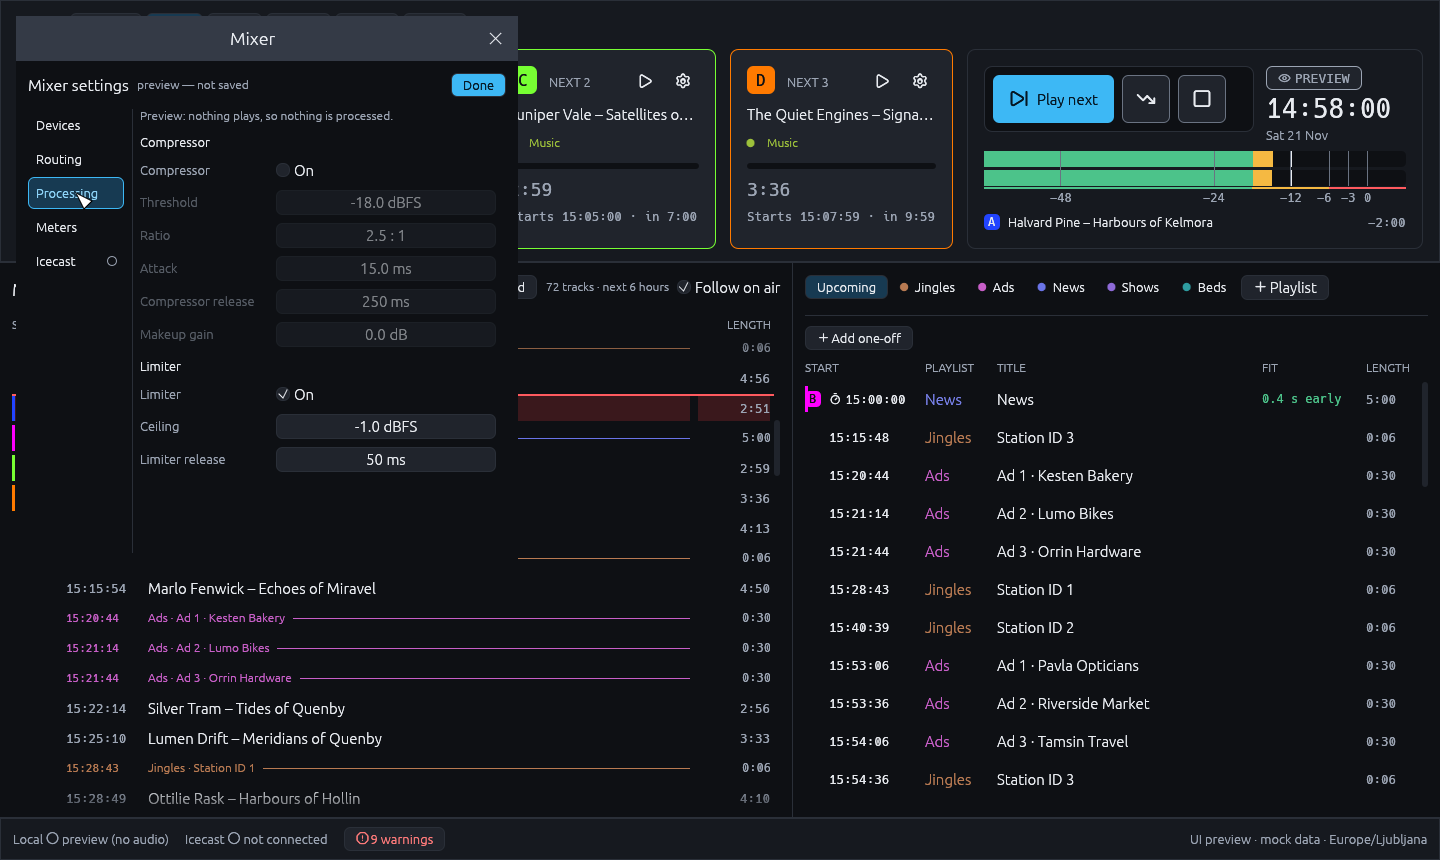 Mixer
Mixer settings preview — not saved Done
Devices
Routing
Processing
Meters
Icecast
Preview: nothing plays, so nothing is processed.
Compressor
Compressor On
Threshold -18.0 dBFS
Ratio 2.5 : 1
Attack 15.0 ms
Compressor release 250 ms
Makeup gain 0.0 dB
Limiter
Limiter On
Ceiling -1.0 dBFS
Limiter release 50 ms
C NEXT 2
uniper Vale – Satellites o…
Music
:59
tarts 15:05:00 · in 7:00
D NEXT 3
The Quiet Engines – Signa…
Music
3:36
Starts 15:07:59 · in 9:59
Play next
PREVIEW
14:58:00
Sat 21 Nov
−48 −24 −12 −6 −3 0
A Halvard Pine – Harbours of Kelmora −2:00
d 72 tracks · next 6 hours Follow on air
LENGTH
0:06
4:56
2:51
5:00
2:59
3:36
4:13
0:06
15:15:54 Marlo Fenwick – Echoes of Miravel 4:50
15:20:44 Ads · Ad 1 · Kesten Bakery 0:30
15:21:14 Ads · Ad 2 · Lumo Bikes 0:30
15:21:44 Ads · Ad 3 · Orrin Hardware 0:30
15:22:14 Silver Tram – Tides of Quenby 2:56
15:25:10 Lumen Drift – Meridians of Quenby 3:33
15:28:43 Jingles · Station ID 1 0:06
15:28:49 Ottilie Rask – Harbours of Hollin 4:10
Upcoming Jingles Ads News Shows Beds + Playlist
+ Add one-off
START PLAYLIST TITLE FIT LENGTH
B 15:00:00 News News 0.4 s early 5:00
15:15:48 Jingles Station ID 3 0:06
15:20:44 Ads Ad 1 · Kesten Bakery 0:30
15:21:14 Ads Ad 2 · Lumo Bikes 0:30
15:21:44 Ads Ad 3 · Orrin Hardware 0:30
15:28:43 Jingles Station ID 1 0:06
15:40:39 Jingles Station ID 2 0:06
15:53:06 Ads Ad 1 · Pavla Opticians 0:30
15:53:36 Ads Ad 2 · Riverside Market 0:30
15:54:06 Ads Ad 3 · Tamsin Travel 0:30
15:54:36 Jingles Station ID 3 0:06
Local preview (no audio) Icecast not connected 9 warnings UI preview · mock data · Europe/Ljubljana